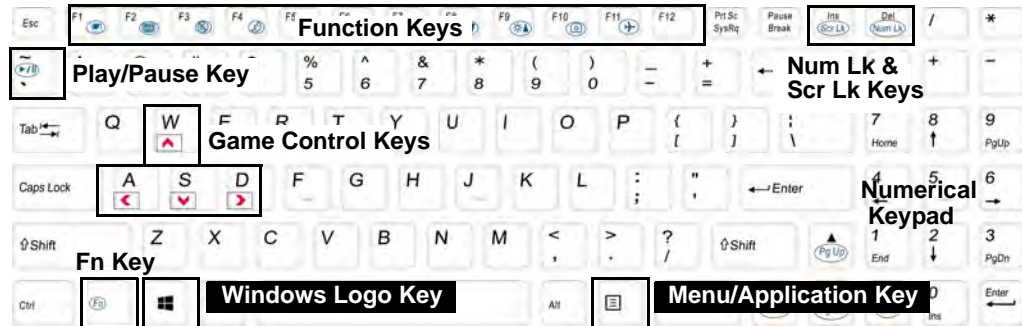 Esc F1 F2 F3 F4 F5 Function Keys F9 F10 F11 F12 Prt Sc SysRq Pause Break Ins (Scr Lk) Del (Num Lk) / *
~ ` Play/Pause Key % 5 ^ 6 & 7 * 8 ( 9 ) 0 _ - + = ← Num Lk & Scr Lk Keys + -
Tab Q W Game Control Keys Y U I O P { [ } ] \ 7 Home 8 ↑ 9 PgUp
Caps Lock A S D F G H J K L : ; " ' Enter Numerical Keypad 6 →
Shift Z X C V B N M < , > . ? / Shift Pg Up 1 End 2 ↓ 3 PgDn
Fn Key
Ctrl Fn Windows Logo Key Alt Menu/Application Key Ins Enter